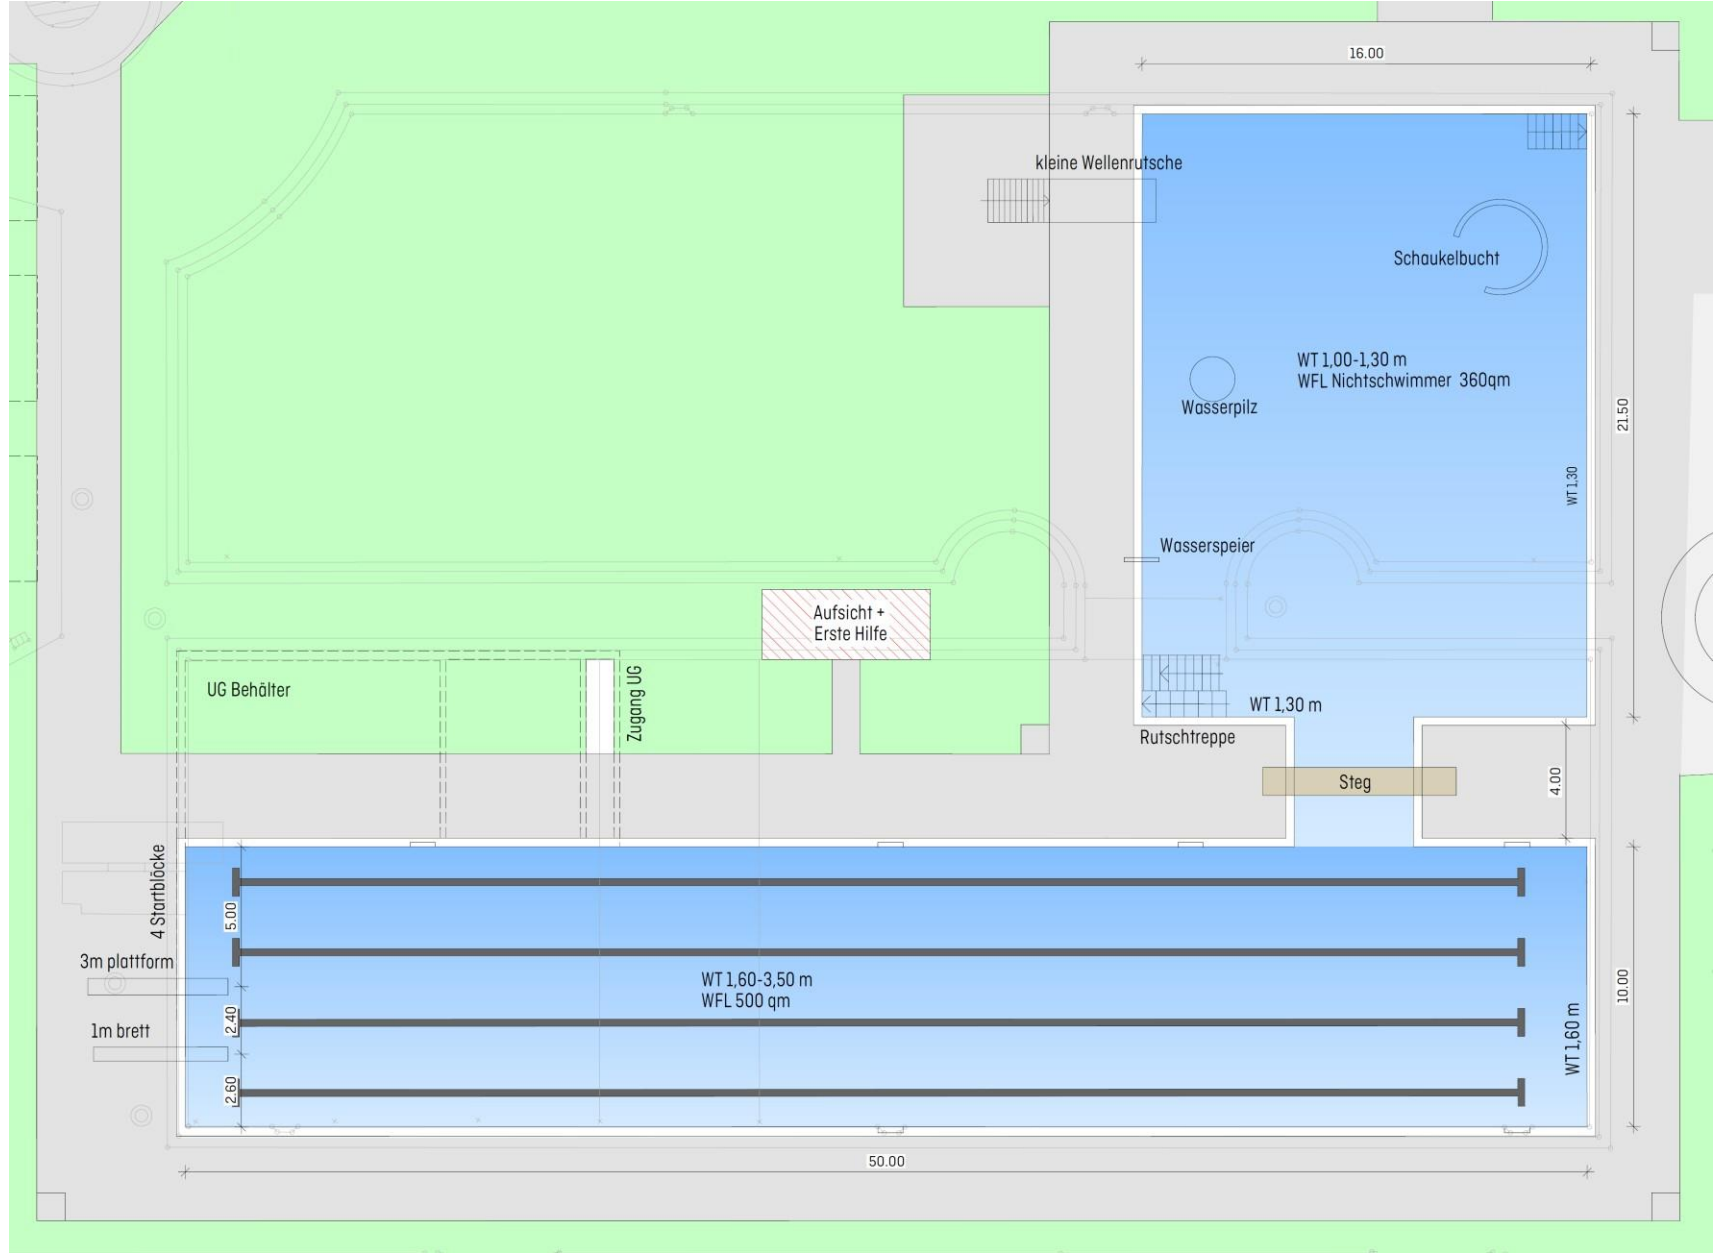 16.00
kleine Wellenrutsche
Schaukelbucht
WT 1,00-1,30 m
WFL Nichtschwimmer 360qm
Wasserpilz
21.50
WT 1,30
Wasserspeier
Aufsicht +
Erste Hilfe
UG Behälter
Zugang UG
WT 1,30 m
Rutschtreppe
Steg
4.00
4 Startblöcke
5.00
3m plattform
WT 1,60-3,50 m
WFL 500 qm
2.40
1m brett
2.60
WT 1,60 m
10.00
50.00